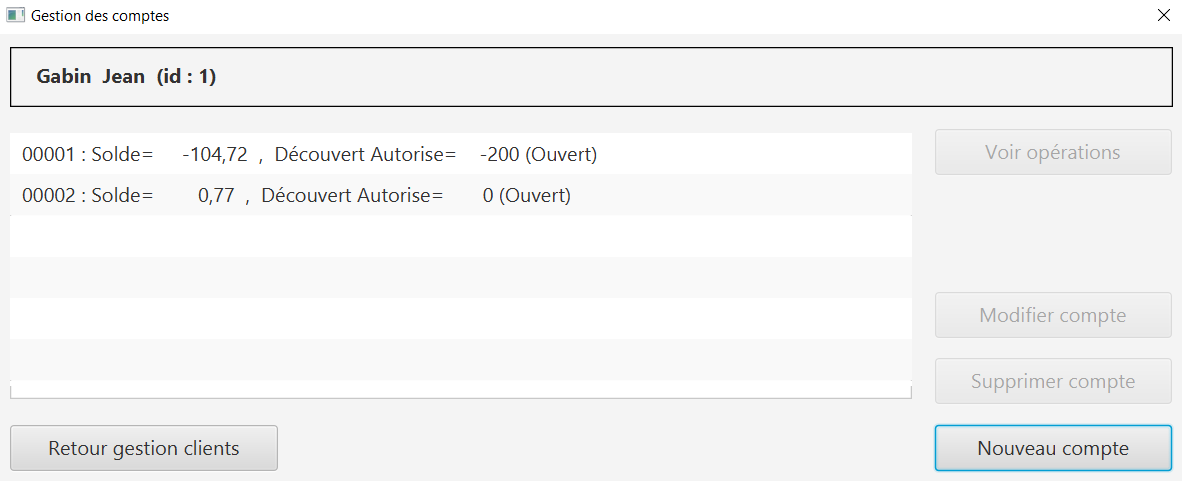 Gestion des comptes
Gabin Jean (id : 1)
00001 : Solde= -104,72 , Découvert Autorise= -200 (Ouvert)
00002 : Solde= 0,77 , Découvert Autorise= 0 (Ouvert)
Voir opérations
Modifier compte
Supprimer compte
Retour gestion clients
Nouveau compte